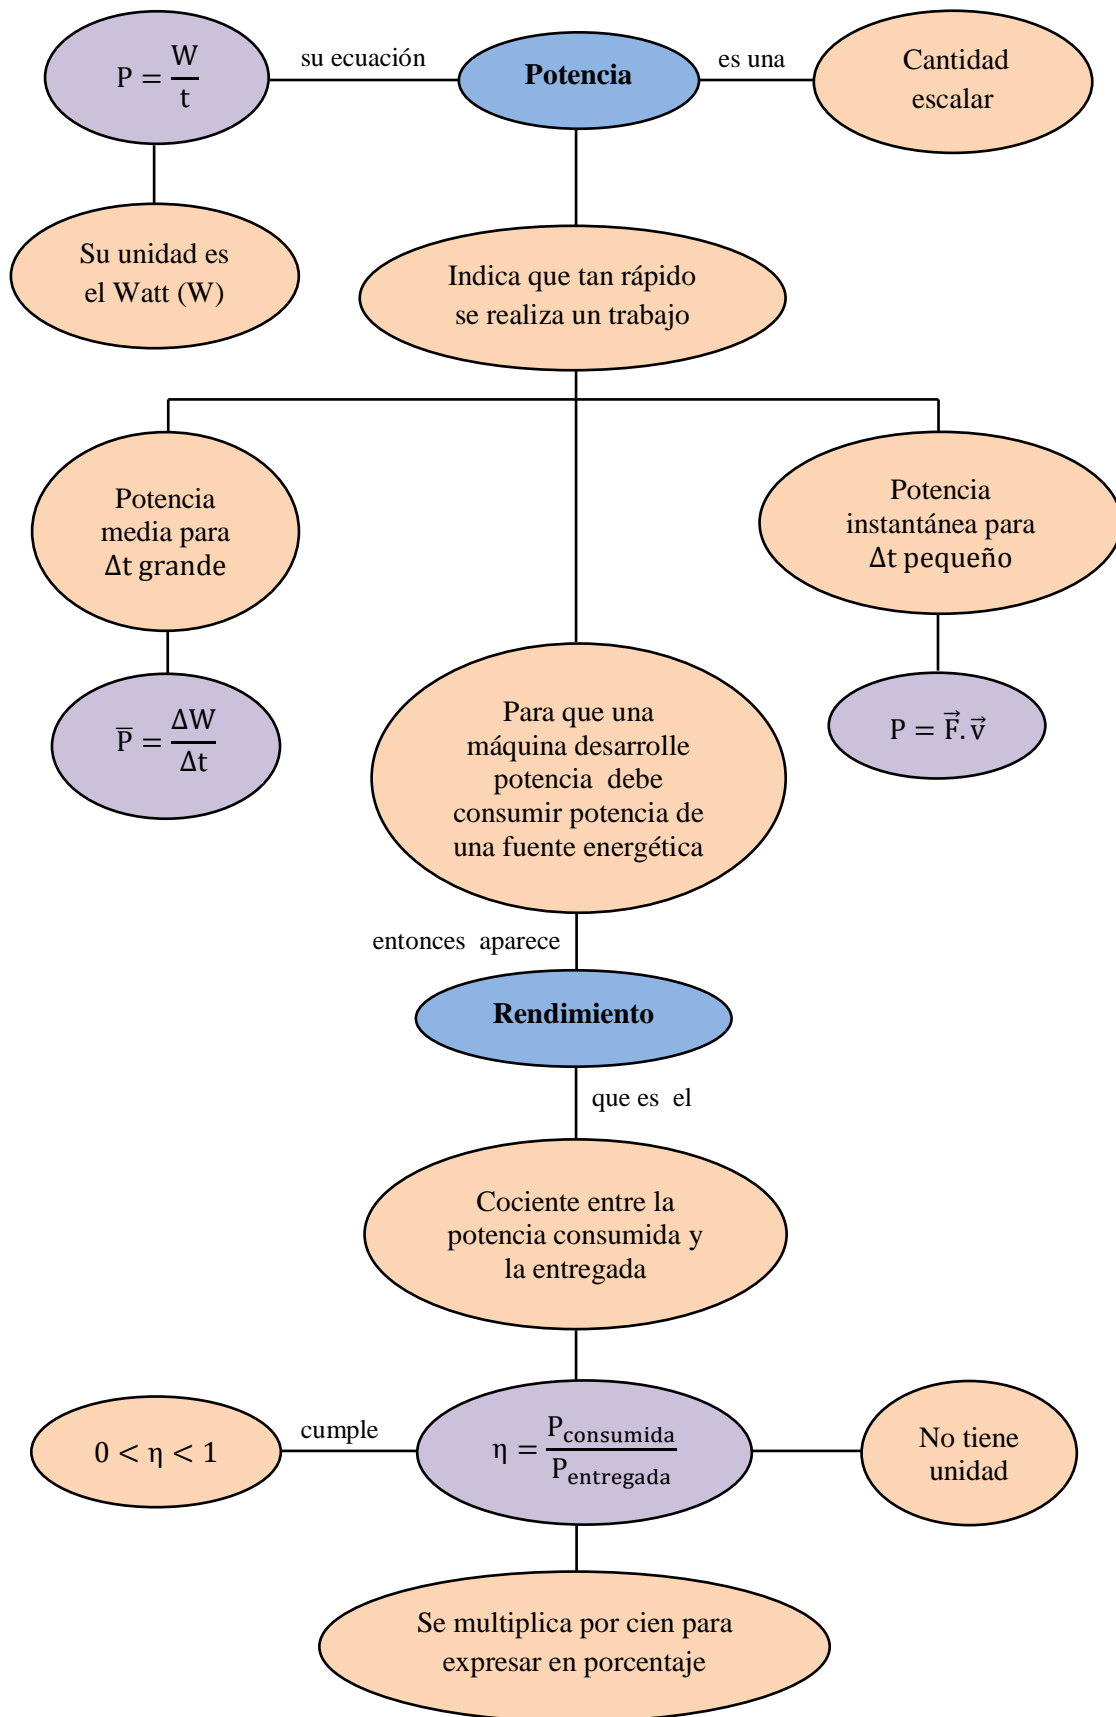 P = W/t
su ecuación
Potencia
es una
Cantidad
escalar
Su unidad es
el Watt (W)
Indica que tan rápido
se realiza un trabajo
Potencia
media para
Δt grande
Potencia
instantánea para
Δt pequeño
P̅ = ΔW/Δt
Para que una
máquina desarrolle
potencia  debe
consumir potencia de
una fuente energética
P = F⃗.v⃗
entonces  aparece
Rendimiento
que es  el
Cociente entre la
potencia consumida y
la entregada
0 < η < 1
cumple
η = P_consumida/P_entregada
No tiene
unidad
Se multiplica por cien para
expresar en porcentaje